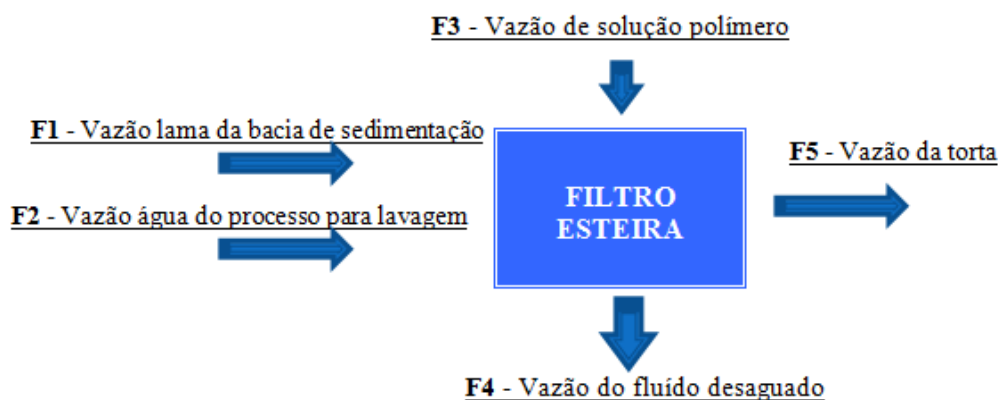 F3 - Vazão de solução polímero
F1 - Vazão lama da bacia de sedimentação
F5 - Vazão da torta
F2 - Vazão água do processo para lavagem
FILTRO
ESTEIRA
F4 - Vazão do fluído desaguado